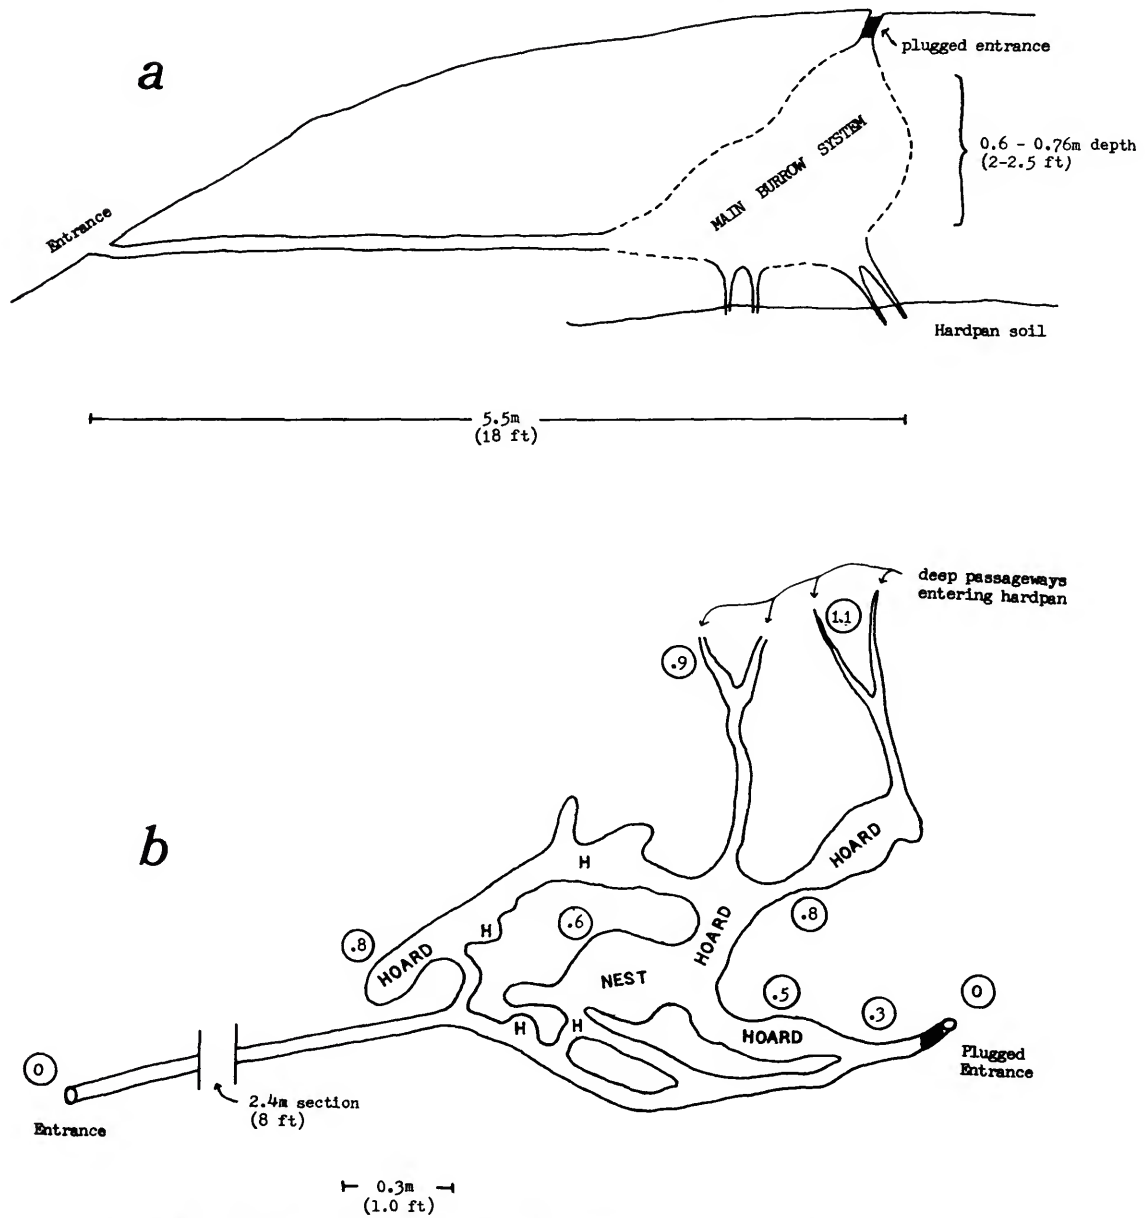 a
plugged entrance
MAIN BURROW SYSTEM
0.6 - 0.76m depth
(2-2.5 ft)
Entrance
Hardpan soil
5.5m
(18 ft)
b
deep passageways
entering hardpan
1.1
.9
HOARD
H
.8
.6
H
HOARD
.8
HOARD
NEST
.5
O
.3
H
H
HOARD
Plugged
Entrance
O
2.4m section
(8 ft)
Entrance
0.3m
(1.0 ft)